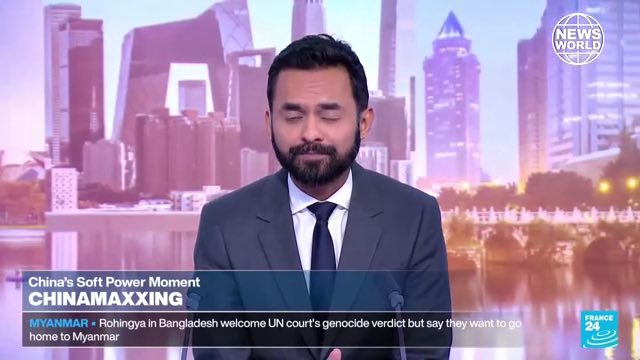 NEWS
WORLD
China's Soft Power Moment
CHINAMAXXING
MYANMAR ▪ Rohingya in Bangladesh welcome UN court's genocide verdict but say they want to go
home to Myanmar
FRANCE
24